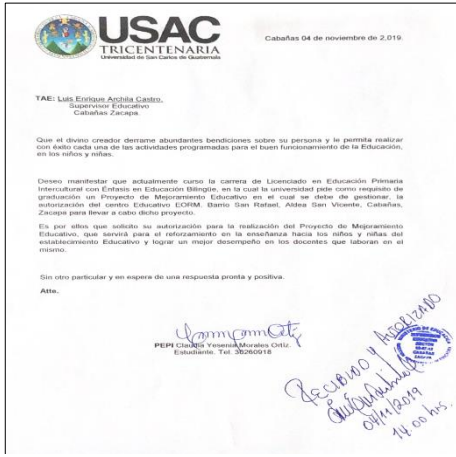 USAC
TRICENTENARIA
Universidad de San Carlos de Guatemala
Cabañas 04 de noviembre de 2,019.
TAE: Luis Enrique Archila Castro.
Supervisor Educativo
Cabañas Zacapa.
Que el divino creador derrame abundantes bendiciones sobre su persona y le permita realizar
con éxito cada una de las actividades programadas para el buen funcionamiento de la Educación,
en los niños y niñas.
Deseo manifestar que actualmente curso la carrera de Licenciado en Educación Primaria
Intercultural con Énfasis en Educación Bilingüe, en la cual la universidad pide como requisito de
graduación un Proyecto de Mejoramiento Educativo en el cual se debe de gestionar, la
autorización del centro Educativo EORM. Barrio San Rafael, Aldea San Vicente, Cabañas,
Zacapa para llevar a cabo dicho proyecto.
Es por ellos que solicito su autorización para la realización del Proyecto de Mejoramiento
Educativo, que servirá para el reforzamiento en la enseñanza hacia los niños y niñas del
establecimiento Educativo y lograr un mejor desempeño en los docentes que laboran en el
mismo.
Sin otro particular y en espera de una respuesta pronta y positiva.
Atte.
PEPI Claudia Yesenia Morales Ortiz.
Estudiante. Tel. 38260918
RECIBIDO Y AUTORIZADO
04/11/2019
14:00 hrs.